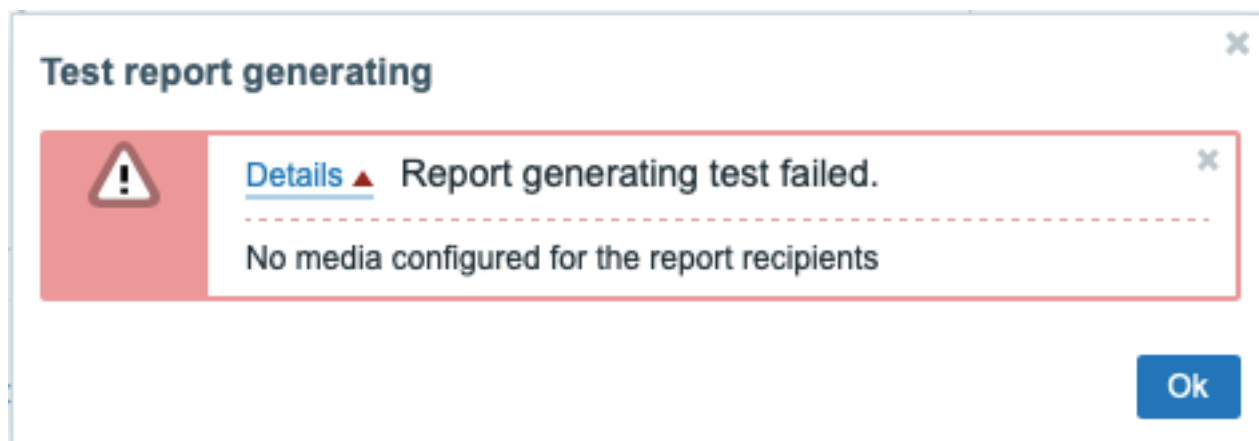 Test report generating
Details Report generating test failed.
No media configured for the report recipients
Ok